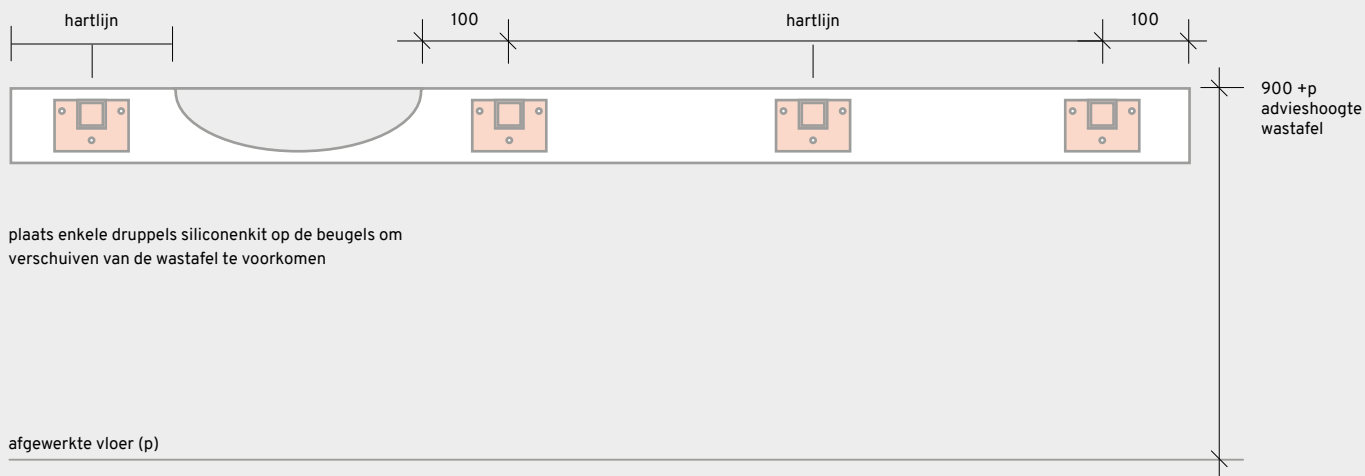 hartlijn
100
hartlijn
100
900 +p
advieshoogte
wastafel
plaats enkele druppels siliconenkit op de beugels om
verschuiven van de wastafel te voorkomen
afgewerkte vloer (p)